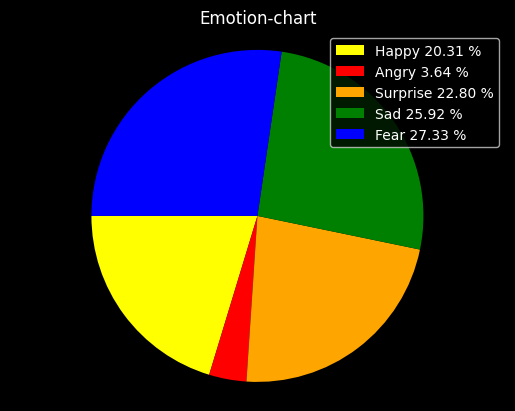 Emotion-chart
Happy 20.31 %
Angry 3.64 %
Surprise 22.80 %
Sad 25.92 %
Fear 27.33 %